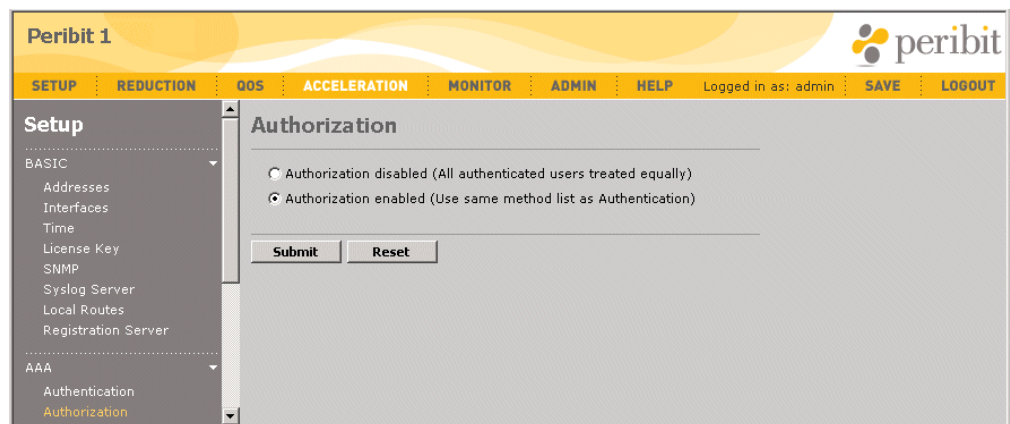 Peribit 1
peribit
SETUP REDUCTION QOS ACCELERATION MONITOR ADMIN HELP Logged in as: admin SAVE LOGOUT
Setup
BASIC
Addresses
Interfaces
Time
License Key
SNMP
Syslog Server
Local Routes
Registration Server
AAA
Authentication
Authorization
Authorization
Authorization disabled (All authenticated users treated equally)
Authorization enabled (Use same method list as Authentication)
Submit Reset